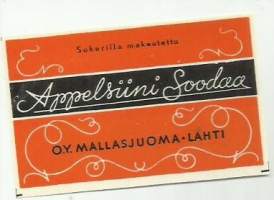 Sokerilla makeutettu
Appelsiini Soodaa
O.Y. MALLASJUOMA - LAHTI